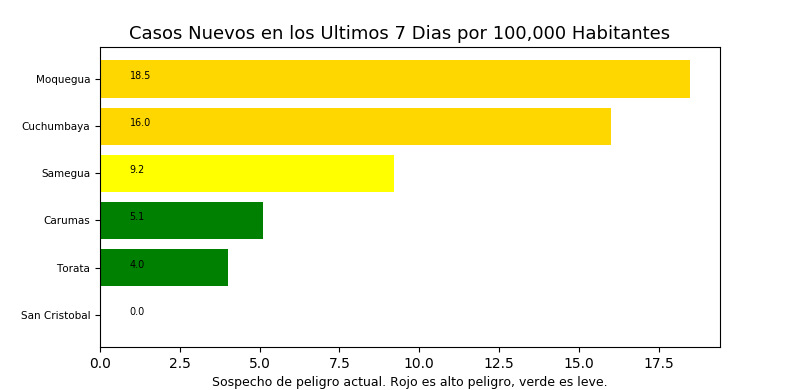 Casos Nuevos en los Ultimos 7 Dias por 100,000 Habitantes
Moquegua 18.5
Cuchumbaya 16.0
Samegua 9.2
Carumas 5.1
Torata 4.0
San Cristobal 0.0
0.0 2.5 5.0 7.5 10.0 12.5 15.0 17.5
Sospecho de peligro actual. Rojo es alto peligro, verde es leve.